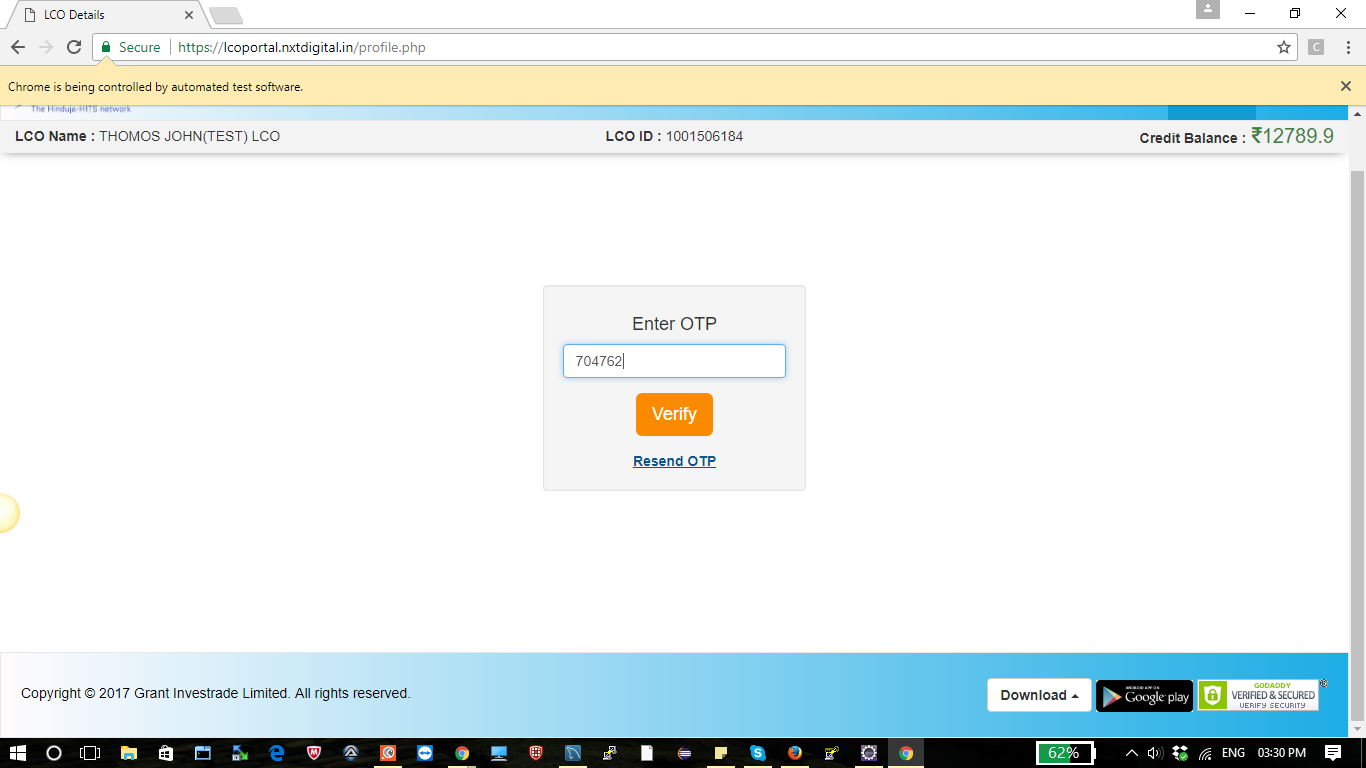 LCO Details
Secure https://lcoportal.nxtdigital.in/profile.php
C
Chrome is being controlled by automated test software.
The Hinduja-HITS network
LCO Name : THOMOS JOHN(TEST) LCO LCO ID : 1001506184 Credit Balance : ₹12789.9
Enter OTP
704762
Verify
Resend OTP
Copyright © 2017 Grant Investrade Limited. All rights reserved.
Download
ANDROID APP ON
Google play
GODADDY
VERIFIED & SECURED
VERIFY SECURITY
62% ENG 03:30 PM